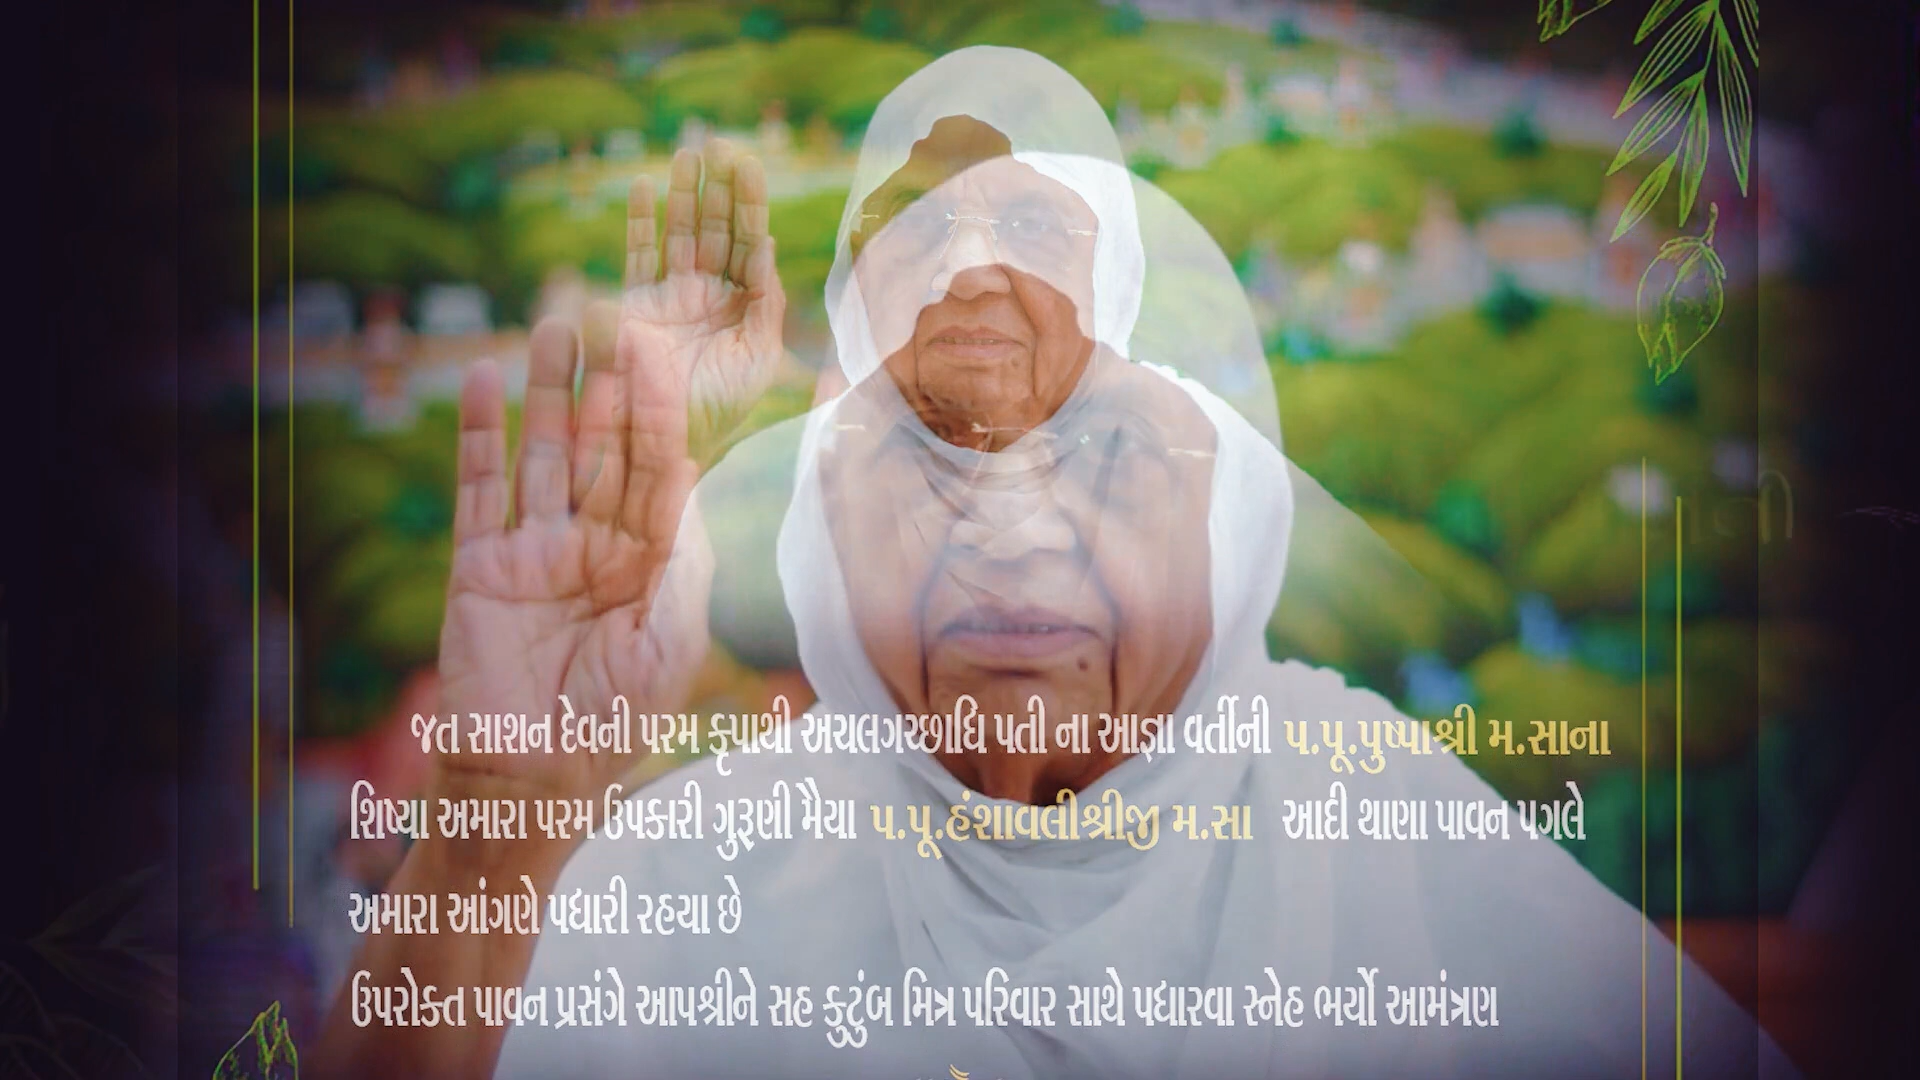 જત સાશન દેવની પરમ કૃપાથી અચલગચ્છાધિ પતી ના આજ્ઞા વર્તીની પ.પૂ.પુષ્પાશ્રી મ.સાના
શિષ્યા અમારા પરમ ઉપકારી ગુરૂણી મૈયા પ.પૂ.હંશાવલીશ્રીજી મ.સા આદી થાણા પાવન પગલે
અમારા આંગણે પધારી રહયા છે
ઉપરોક્ત પાવન પ્રસંગે આપશ્રીને સહ કુટુંબ મિત્ર પરિવાર સાથે પધારવા સ્નેહ ભર્યો આમંત્રણ